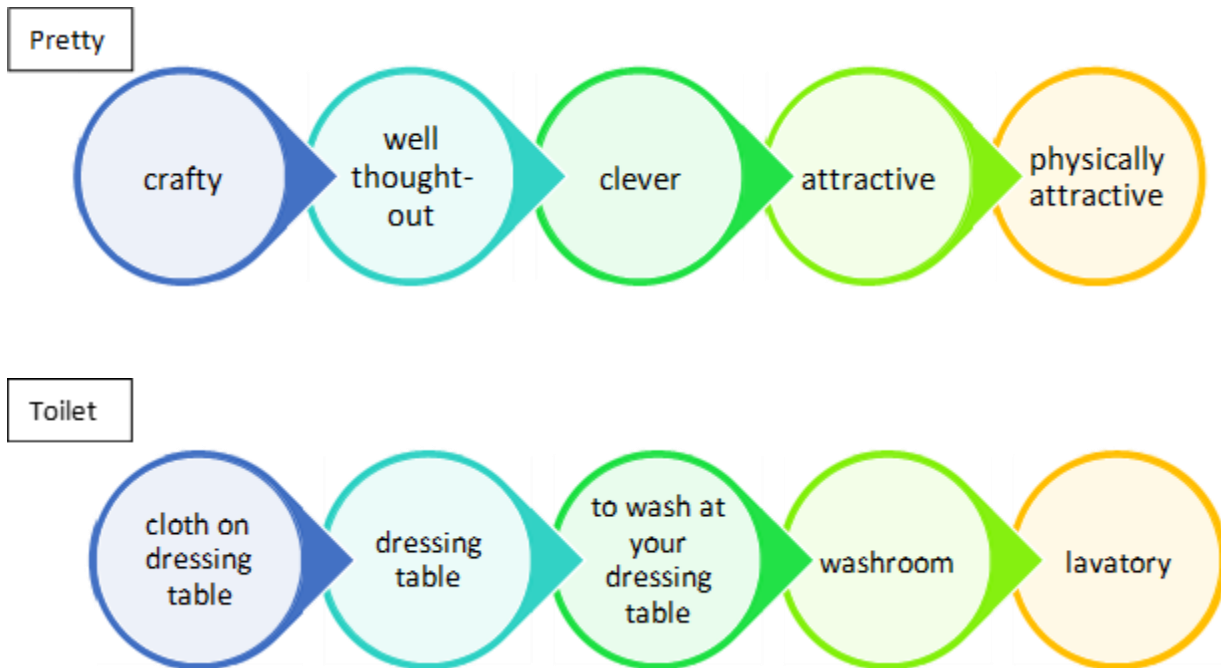 Pretty
crafty
well
thought-
out
clever
attractive
physically
attractive
Toilet
cloth on
dressing
table
dressing
table
to wash at
your
dressing
table
washroom
lavatory